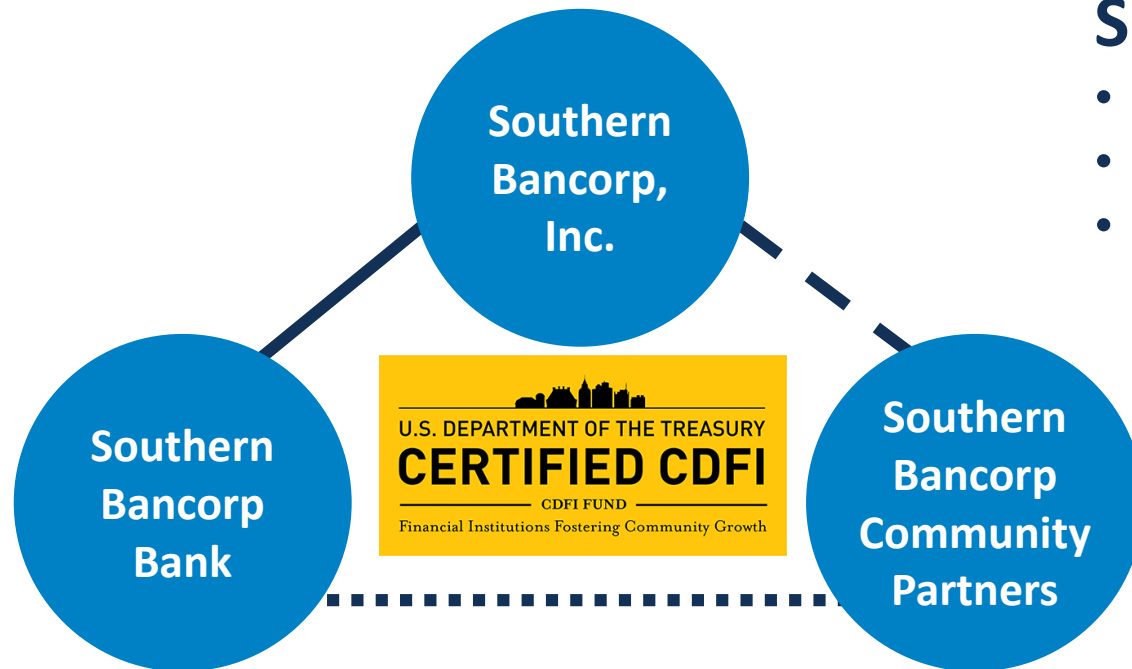 Southern
Bancorp,
Inc.
S
•
•
•
Southern
Bancorp
Bank
U.S. DEPARTMENT OF THE TREASURY
CERTIFIED CDFI
CDFI FUND
Financial Institutions Fostering Community Growth
Southern
Bancorp
Community
Partners